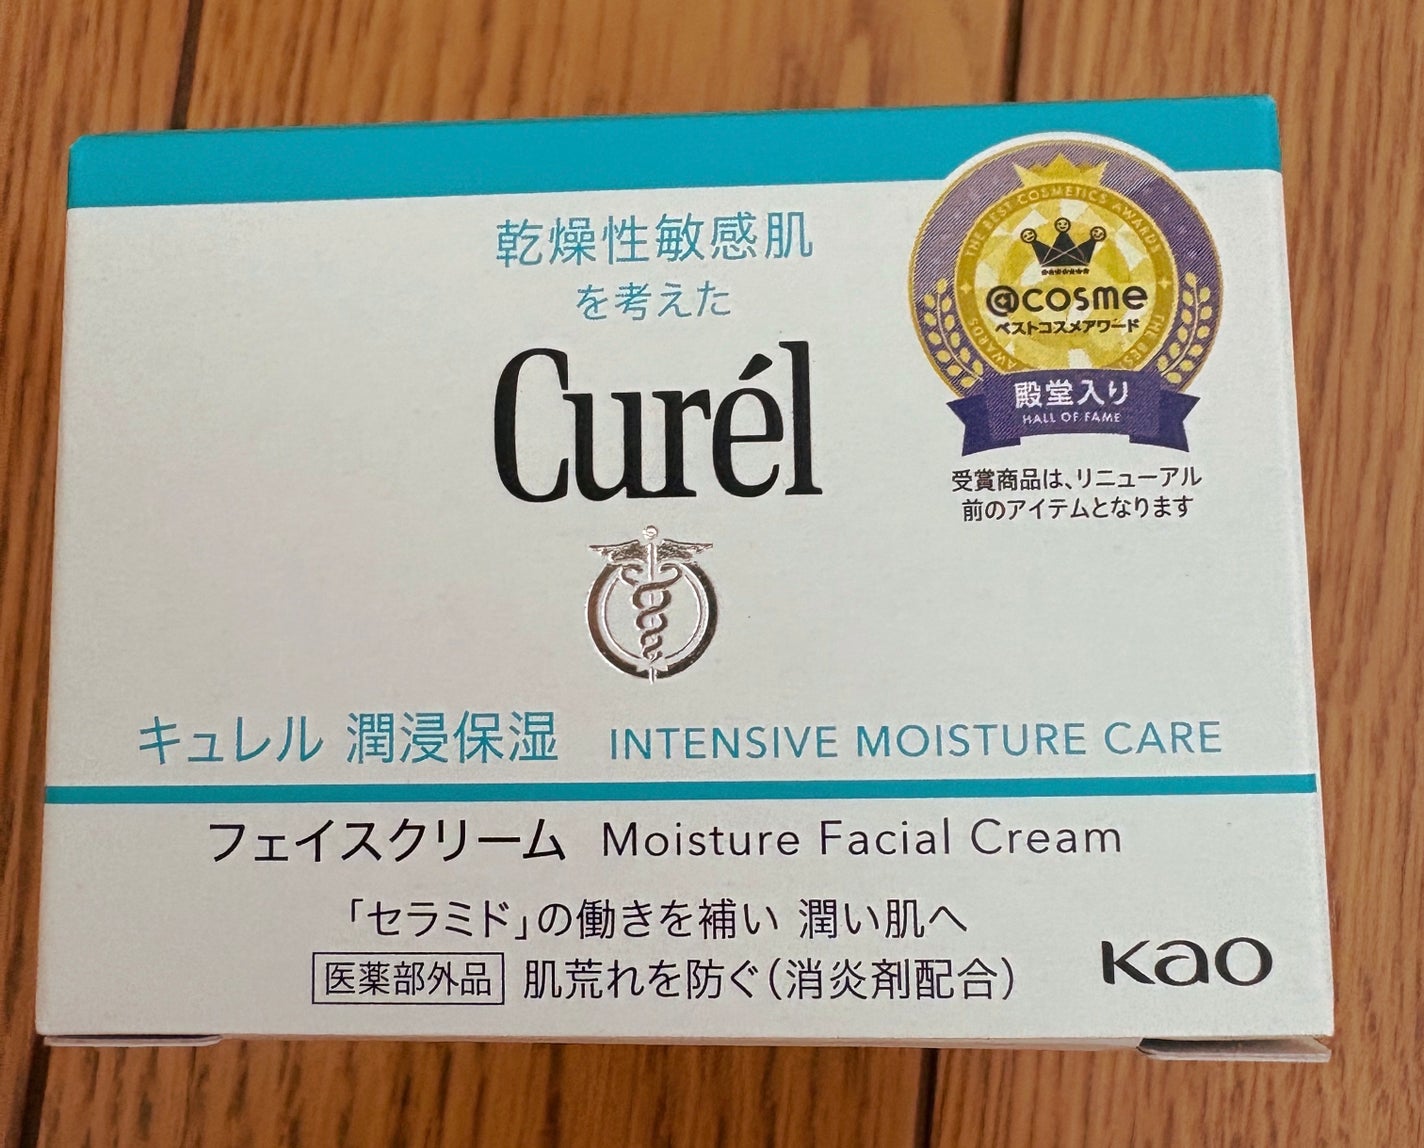 乾燥性敏感肌
を考えた
Curél
THE BEST COSMETICS AWARDS
@cosme
ベストコスメアワード
殿堂入り
HALL OF FAME
受賞商品は、リニューアル
前のアイテムとなります
キュレル 潤浸保湿 INTENSIVE MOISTURE CARE
フェイスクリーム Moisture Facial Cream
「セラミド」の働きを補い 潤い肌へ
医薬部外品 肌荒れを防ぐ(消炎剤配合)
Kao